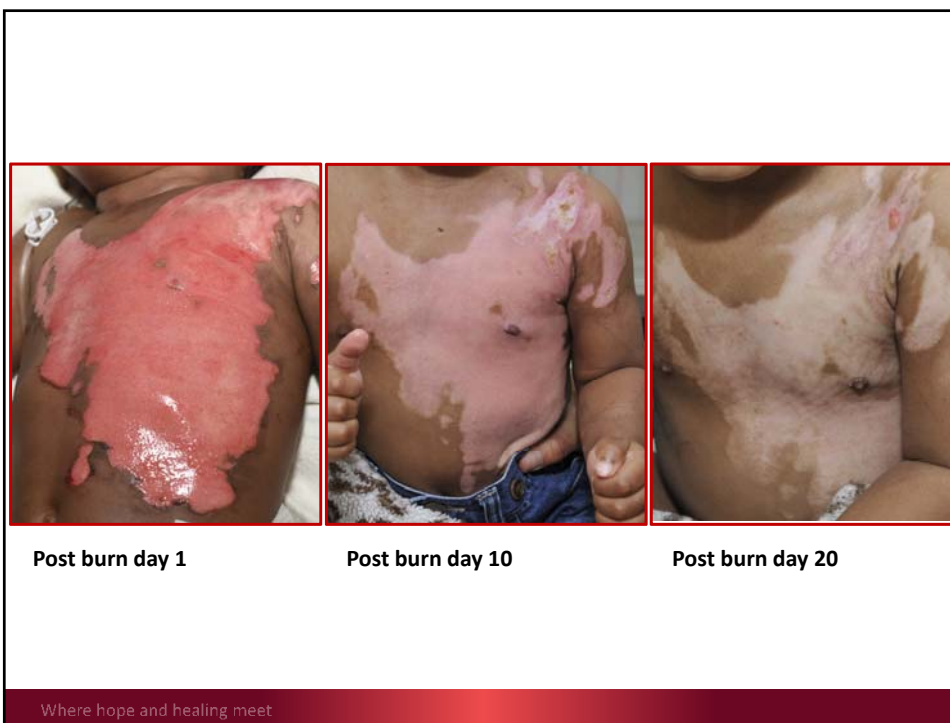 Post burn day 1
Post burn day 10
Post burn day 20
Where hope and healing meet